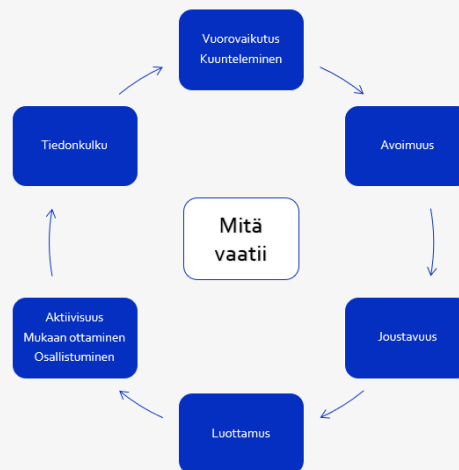 Vuorovaikutus
Kuunteleminen
Avoimuus
Joustavuus
Luottamus
Aktiivisuus
Mukaan ottaminen
Osallistuminen
Tiedonkulku
Mitä
vaatii